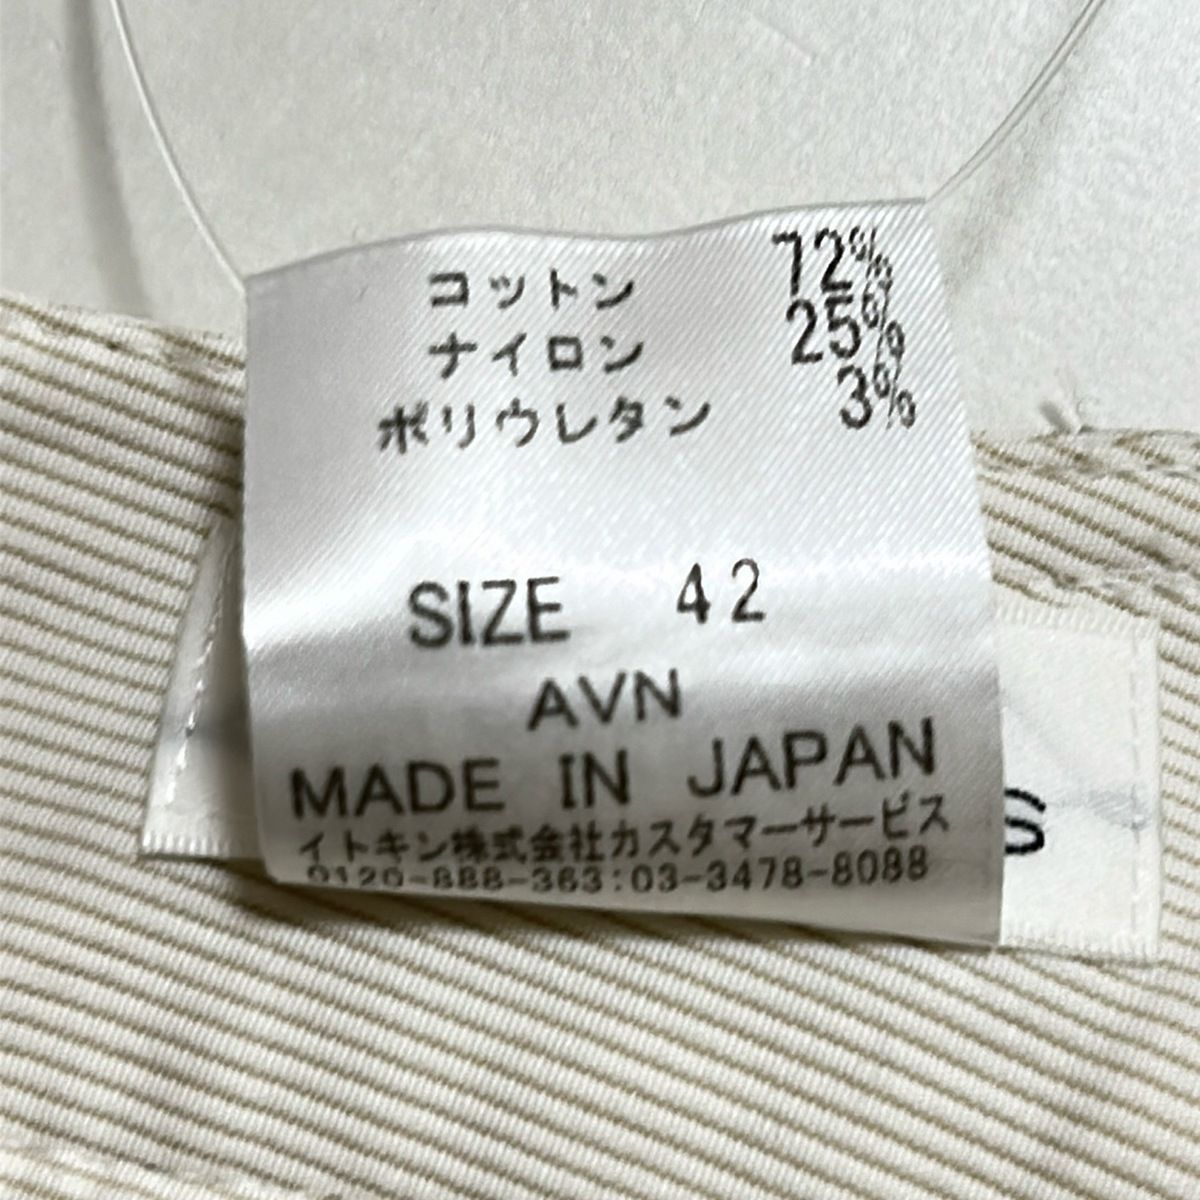 コットン 72%
ナイロン 25%
ポリウレタン 3%
SIZE 42
AVN
MADE IN JAPAN
イトキン株式会社カスタマーサービス
0120-888-363:03-3478-8088
S